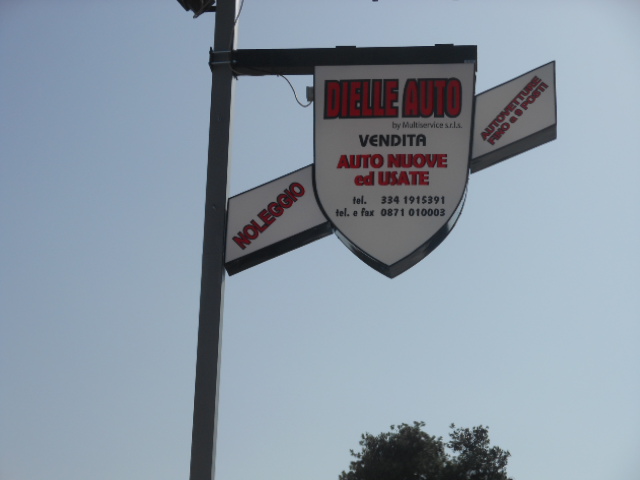 DIELLE AUTO
by Multiservice s.r.l.s.
VENDITA
AUTO NUOVE
ed USATE
tel. 334 1915391
tel. e fax 0871 010003
NOLEGGIO
AUTOVETTURE
FINO a 9 POSTI